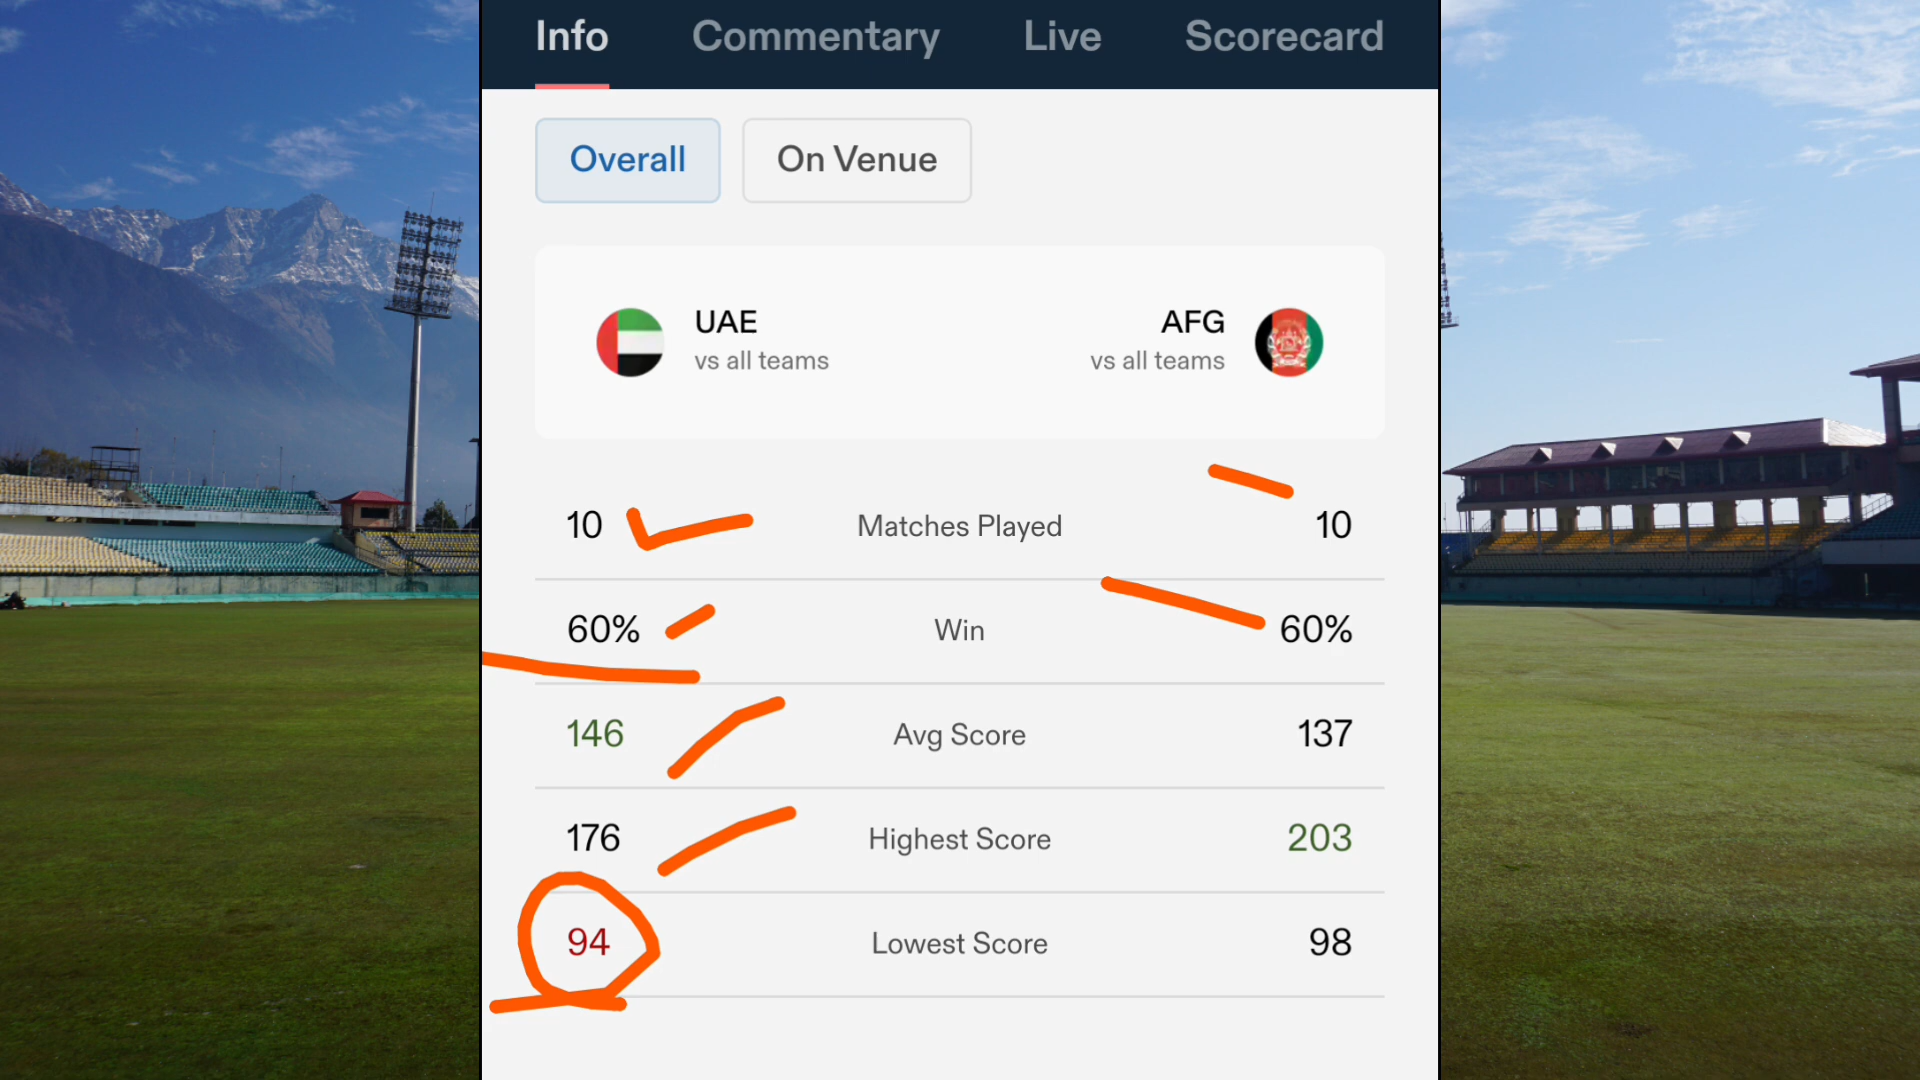 Info Commentary Live Scorecard
Overall On Venue
UAE AFG
vs all teams vs all teams
10 Matches Played 10
60% Win 60%
146 Avg Score 137
176 Highest Score 203
94 Lowest Score 98